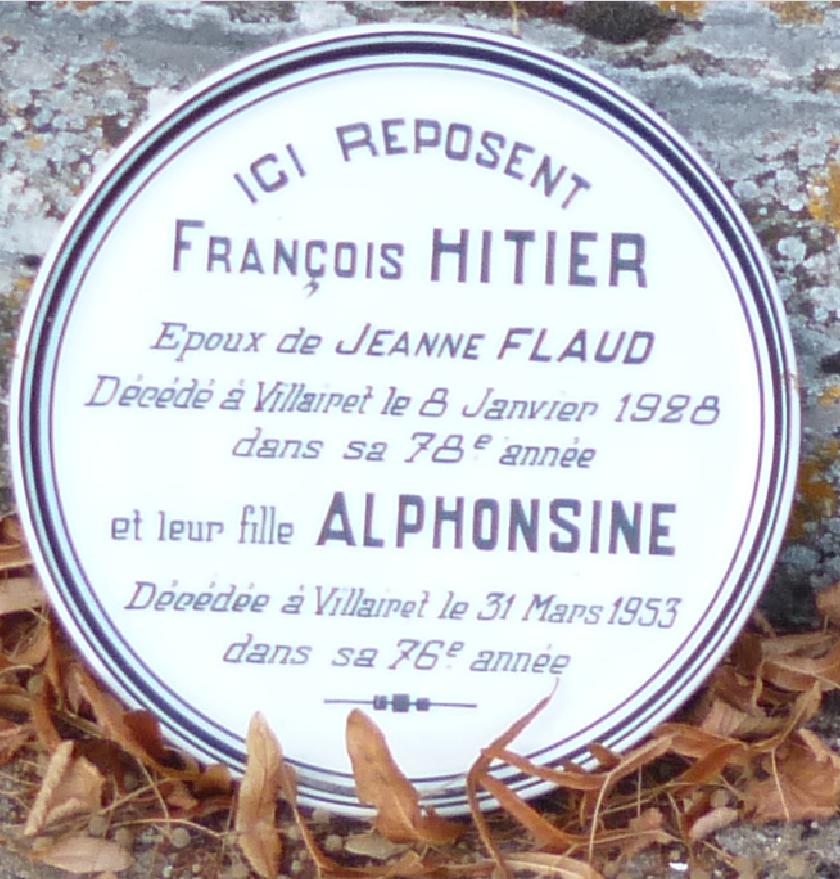 ICI REPOSENT
FRANÇOIS HITIER
Epoux de JEANNE FLAUD
Décédé à Villairet le 8 Janvier 1928
dans sa 78e année
et leur fille ALPHONSINE
Décédée à Villairet le 31 Mars 1953
dans sa 76e année